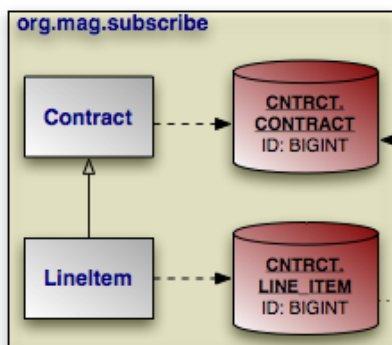 org.mag.subscribe
Contract
CNTRCT.
CONTRACT
ID: BIGINT
LineItem
CNTRCT.
LINE_ITEM
ID: BIGINT